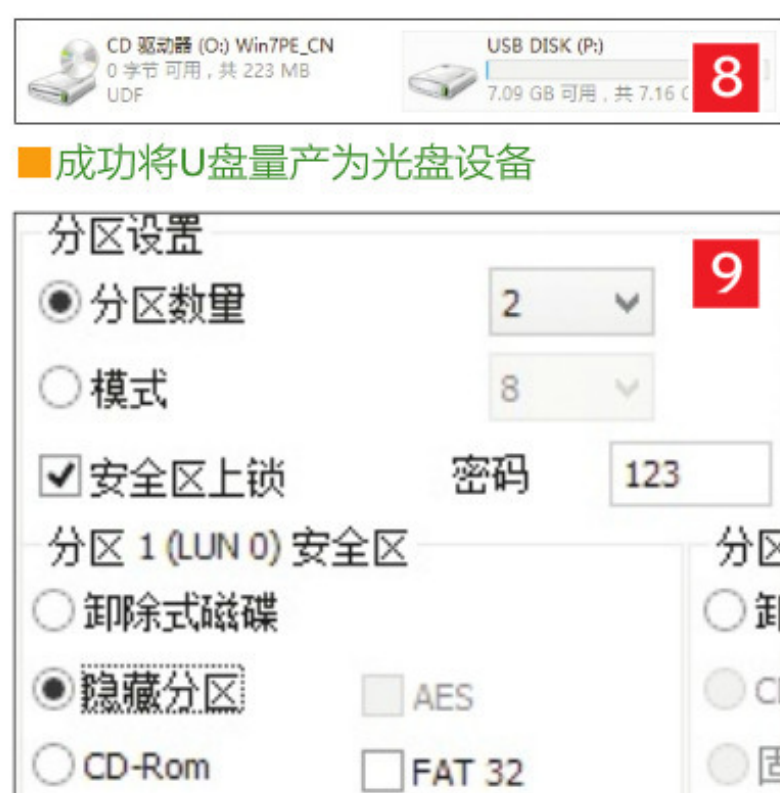 CD 驱动器 (O:) Win7PE_CN
0 字节 可用，共 223 MB
UDF
USB DISK (P:)
7.09 GB 可用，共 7.16
8
成功将U盘量产为光盘设备
分区设置
9
分区数里
2
模式
8
安全区上锁
密码
123
分区 1 (LUN 0) 安全区
分区
卸除式磁碟
隐藏分区
AES
CD-Rom
FAT 32